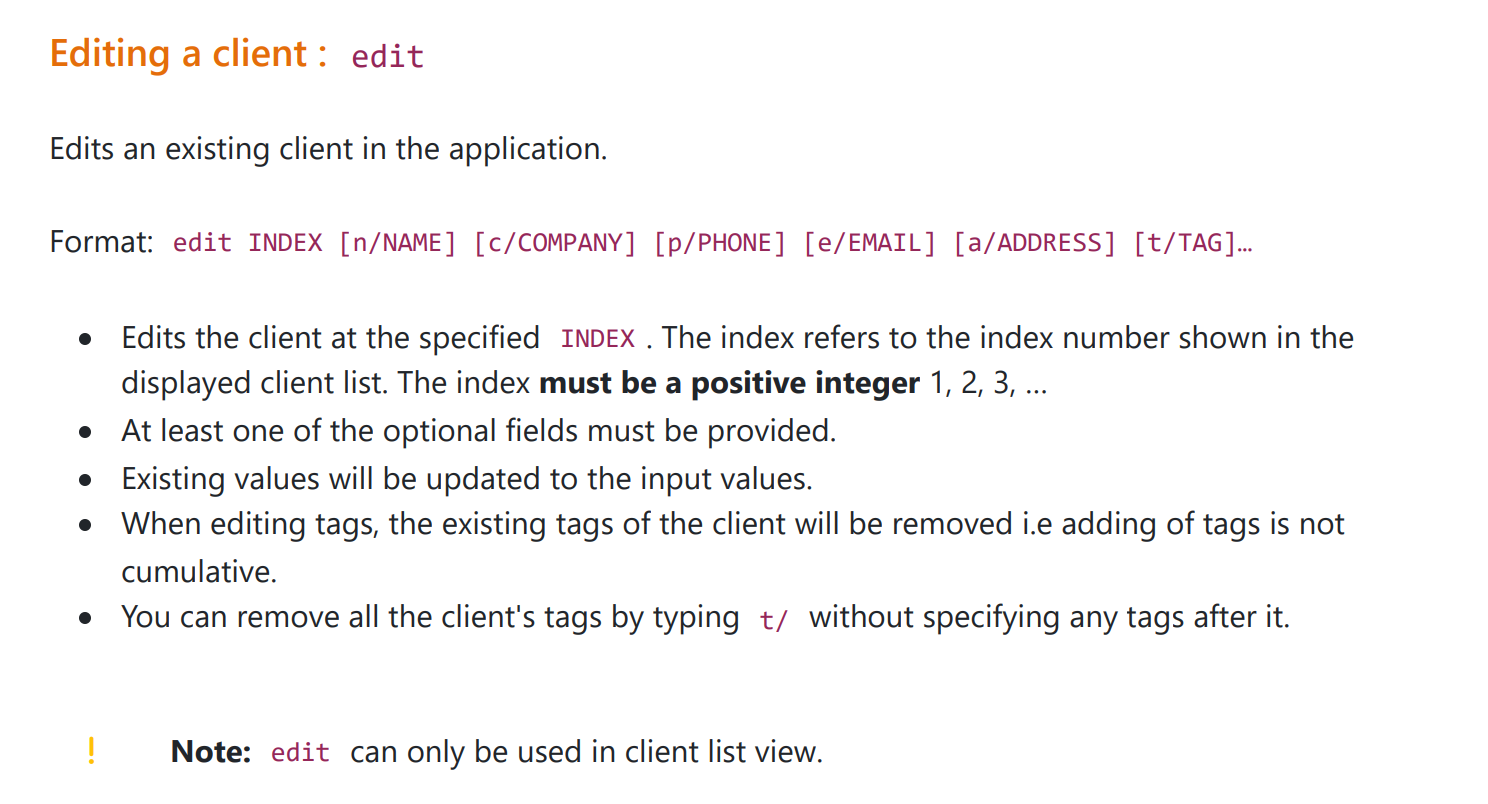 Editing a client : edit
Edits an existing client in the application.
Format: edit INDEX [n/NAME] [c/COMPANY] [p/PHONE] [e/EMAIL] [a/ADDRESS] [t/TAG]…
• Edits the client at the specified INDEX . The index refers to the index number shown in the
displayed client list. The index must be a positive integer 1, 2, 3, …
• At least one of the optional fields must be provided.
• Existing values will be updated to the input values.
• When editing tags, the existing tags of the client will be removed i.e adding of tags is not
cumulative.
• You can remove all the client's tags by typing t/ without specifying any tags after it.
! Note: edit can only be used in client list view.